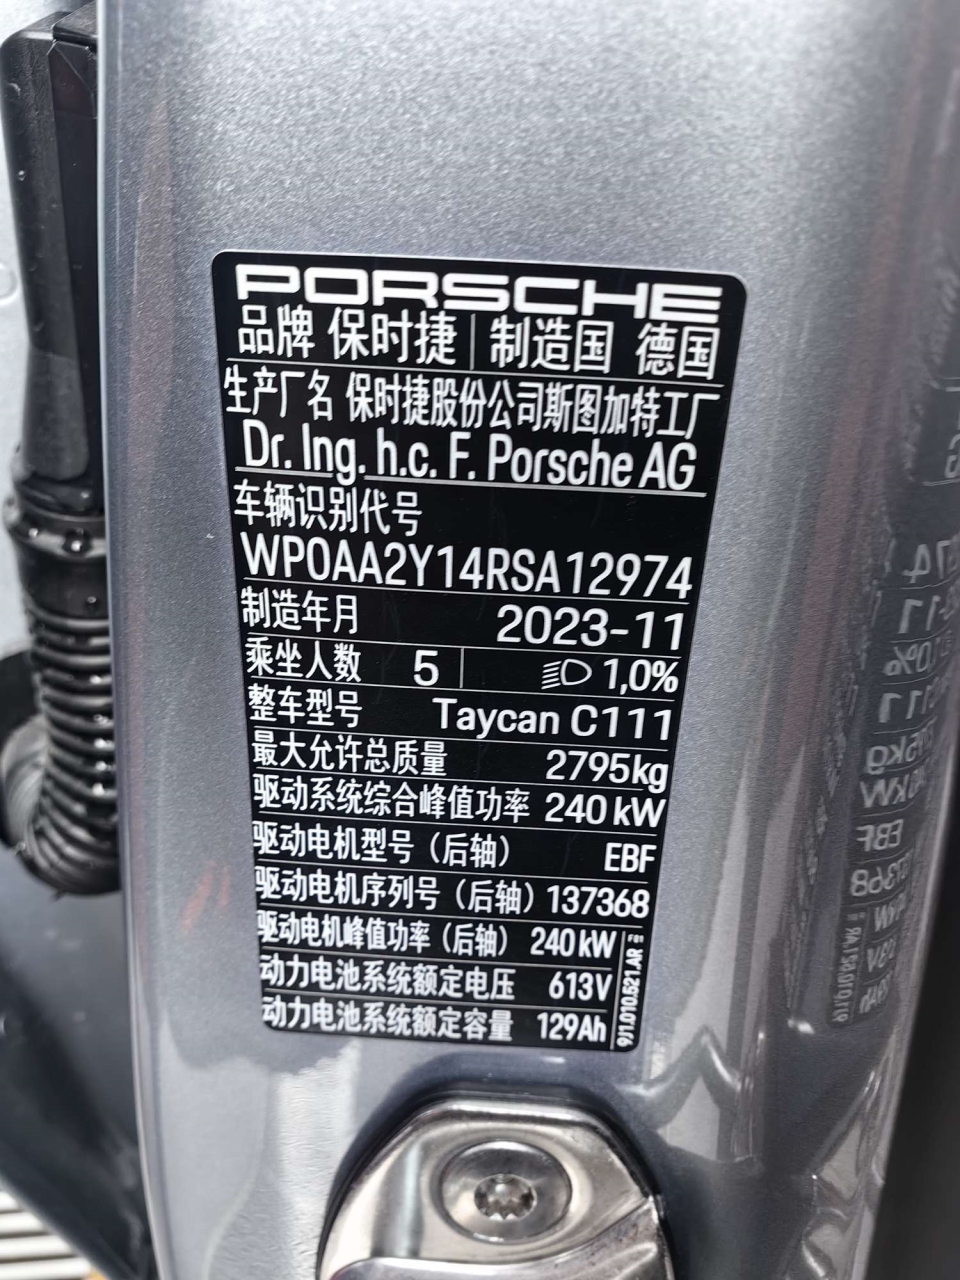 PORSCHE
品牌 保时捷 制造国 德国
生产厂名 保时捷股份公司斯图加特工厂
Dr. Ing. h.c. F. Porsche AG
车辆识别代号
WP0AA2Y14RSA12974
制造年月 2023-11
乘坐人数 5 1,0%
整车型号 Taycan C111
最大允许总质量 2795kg
驱动系统综合峰值功率 240 kW
驱动电机型号（后轴） EBF
驱动电机序列号（后轴） 137368
驱动电机峰值功率（后轴） 240 kW
动力电池系统额定电压 613V
动力电池系统额定容量 129Ah
9J1.010.521.AR F01